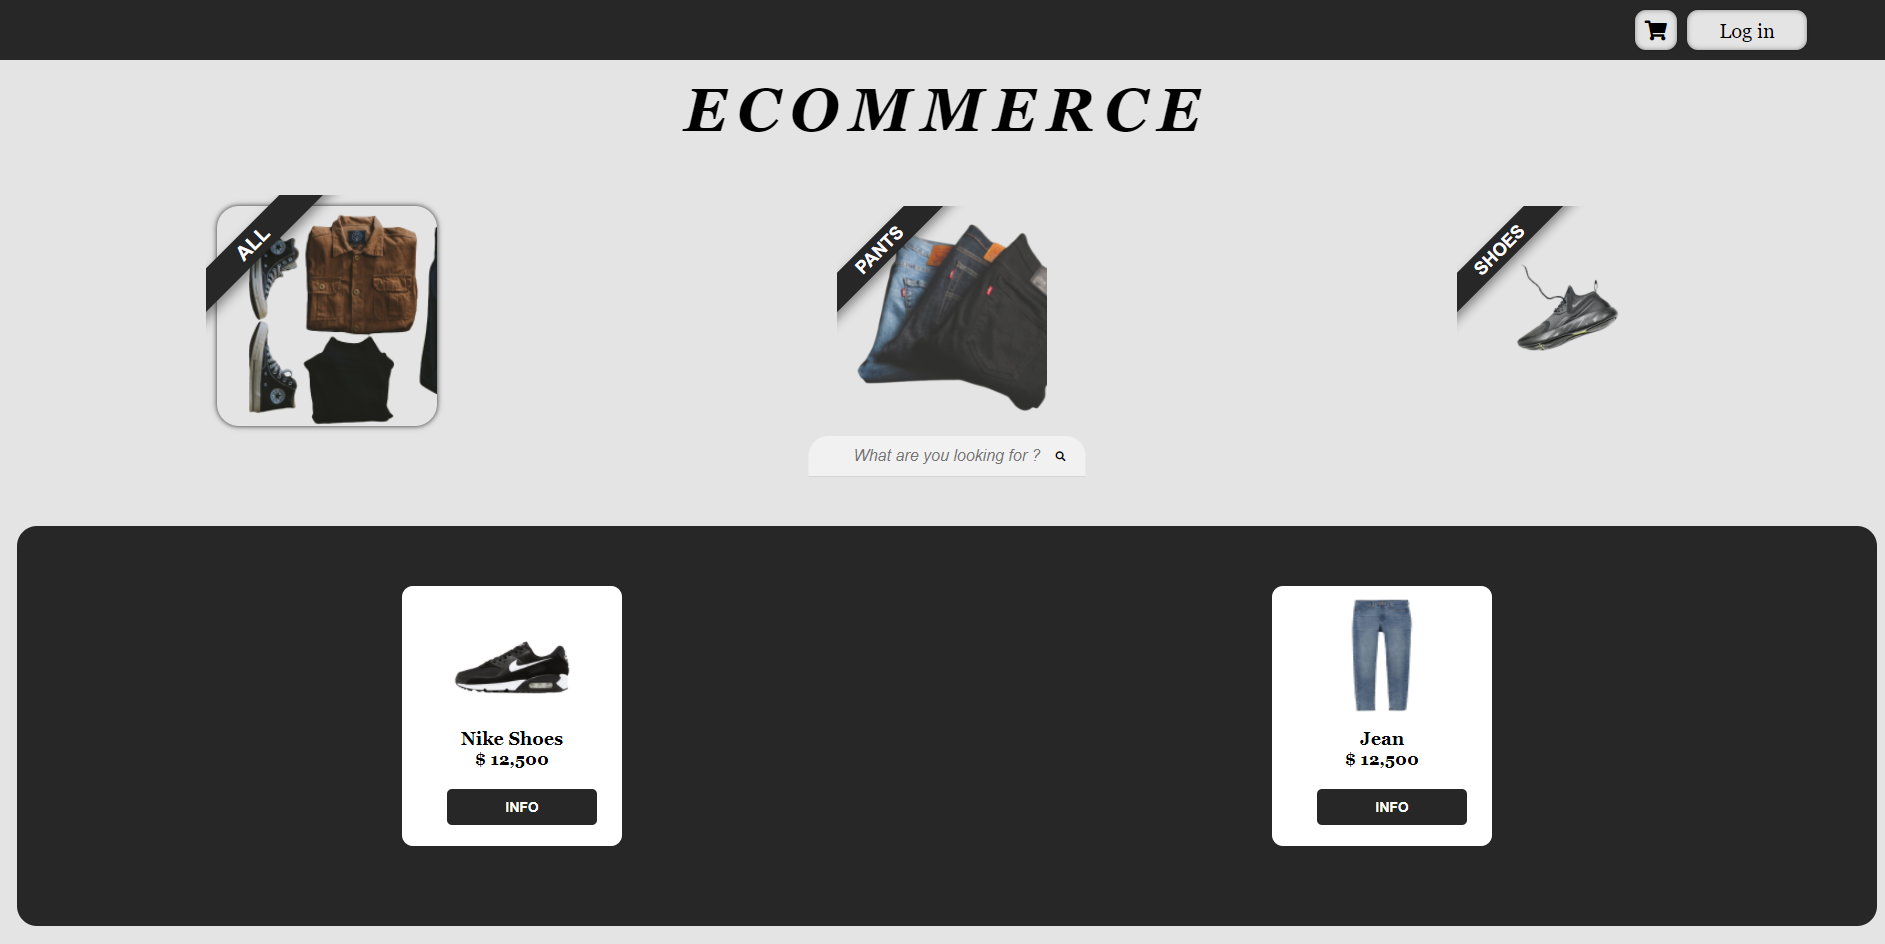 Log in
ECOMMERCE
ALL
PANTS
SHOES
What are you looking for ?
Nike Shoes
$ 12,500
INFO
Jean
$ 12,500
INFO